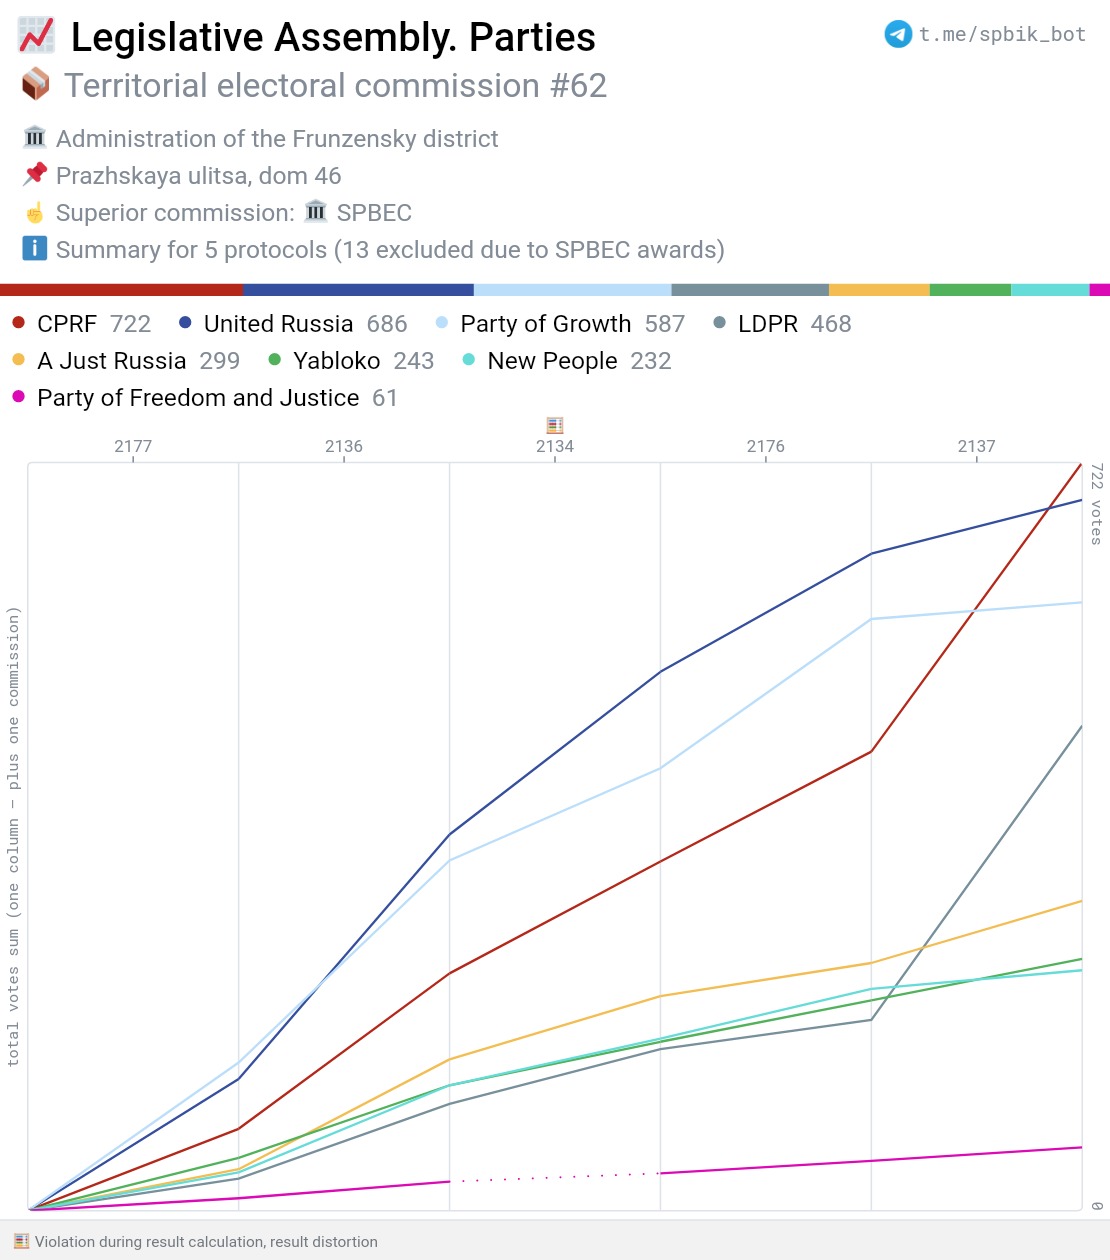 Legislative Assembly. Parties
t.me/spbik_bot
Territorial electoral commission #62
Administration of the Frunzensky district
Prazhskaya ulitsa, dom 46
Superior commission: SPBEC
Summary for 5 protocols (13 excluded due to SPBEC awards)
CPRF 722 United Russia 686 Party of Growth 587 LDPR 468
A Just Russia 299 Yabloko 243 New People 232
Party of Freedom and Justice 61
2177 2136 2134 2176 2137
722 votes
total votes sum (one column – plus one commission)
0
Violation during result calculation, result distortion